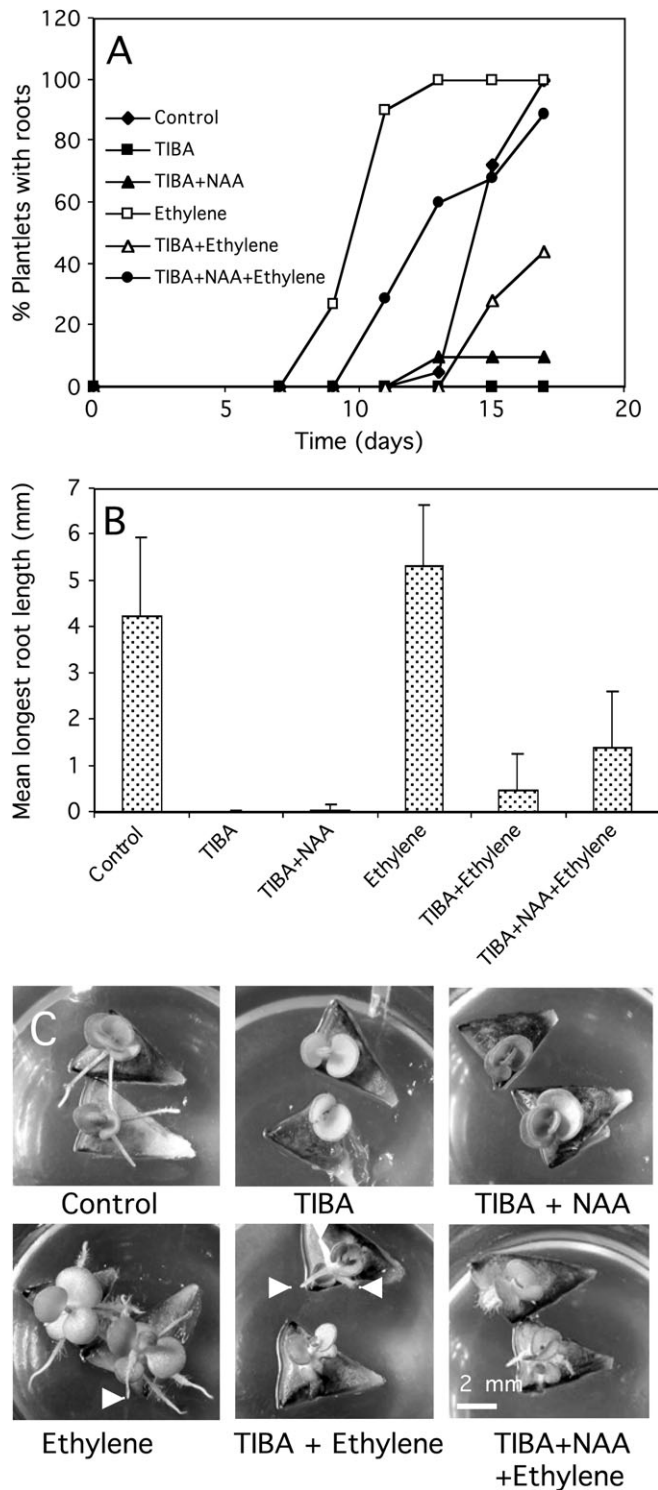 A
120
100
80
60
40
20
0
% Plantlets with roots
Control
TIBA
TIBA+NAA
Ethylene
TIBA+Ethylene
TIBA+NAA+Ethylene
0 5 10 15 20
Time (days)
B
7
6
5
4
3
2
1
0
Mean longest root length (mm)
Control
TIBA
TIBA+NAA
Ethylene
TIBA+Ethylene
TIBA+NAA+Ethylene
C
Control TIBA TIBA + NAA
2 mm
Ethylene TIBA + Ethylene TIBA+NAA
+Ethylene